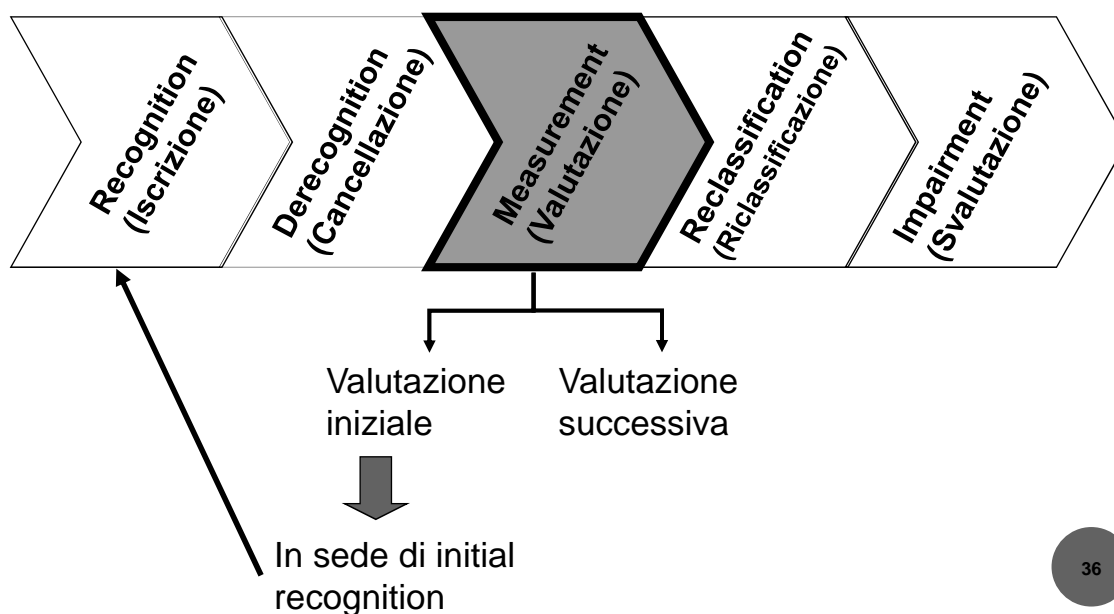 Recognition
(Iscrizione)
Derecognition
(Cancellazione)
Measurement
(Valutazione)
Reclassification
(Riclassificazione)
Impairment
(Svalutazione)
Valutazione
iniziale
Valutazione
successiva
In sede di initial
recognition
36